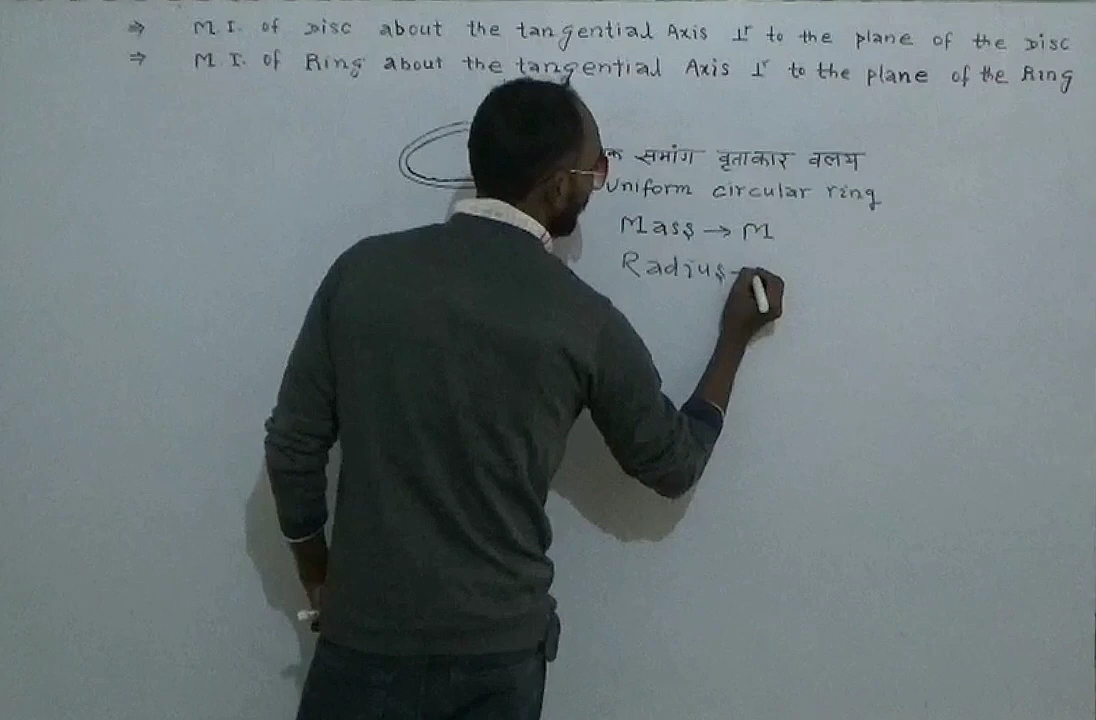 ⇒ M I. of Disc about the tangential Axis ⊥r to the plane of the Disc
⇒ M I. of Ring about the tangential Axis ⊥r to the plane of the Ring
समांग वृताकार वलय
Uniform circular ring
Mass → M
Radius